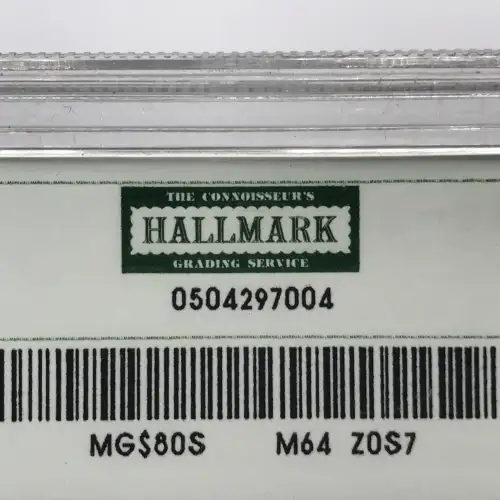 THE CONNOISSEUR'S
HALLMARK
GRADING SERVICE
0504297004
MG$80S M64 Z0S7